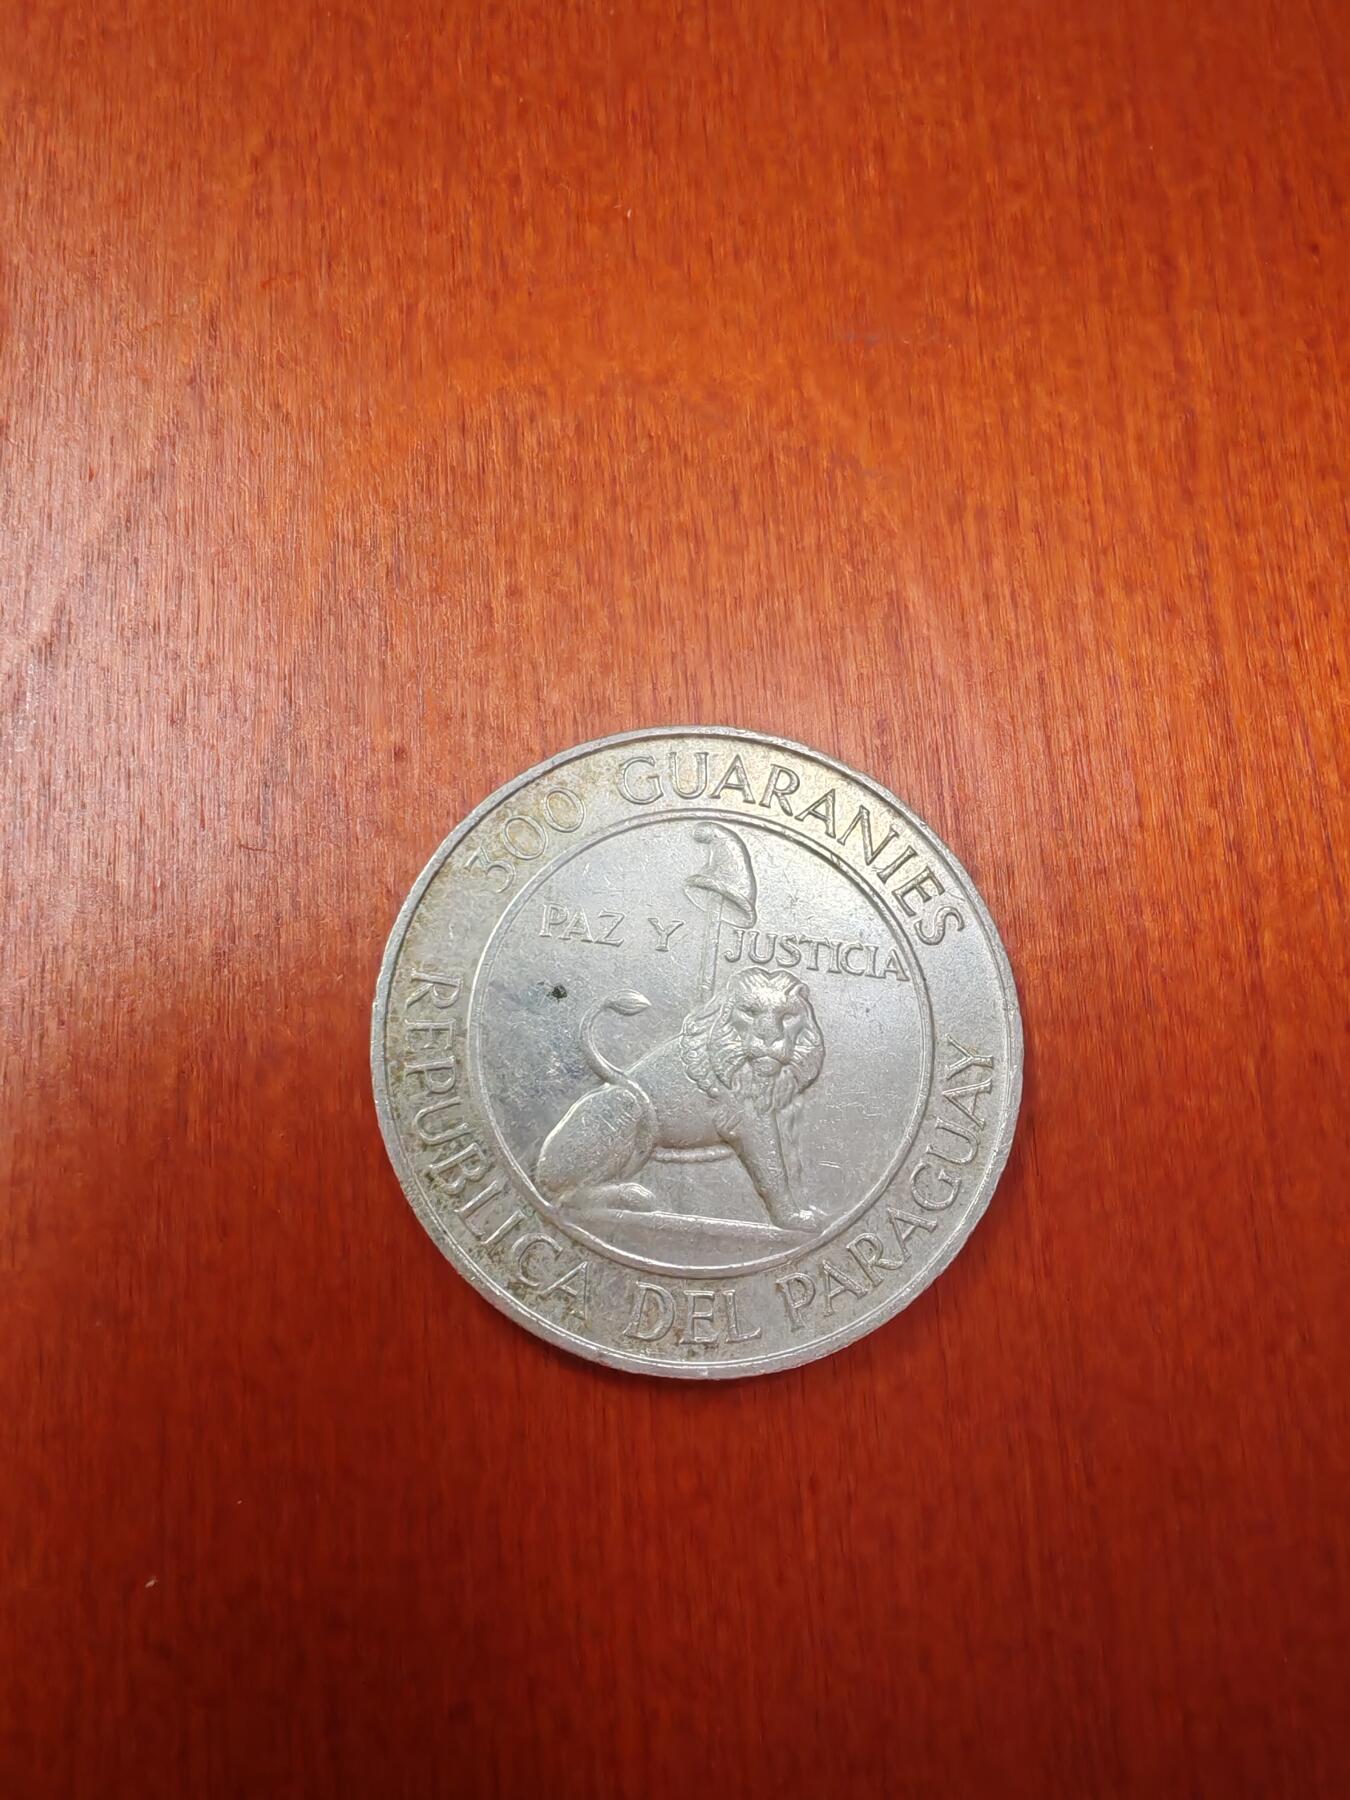 300 GUARANIES
PAZ Y JUSTICIA
REPUBLICA DEL PARAGUAY